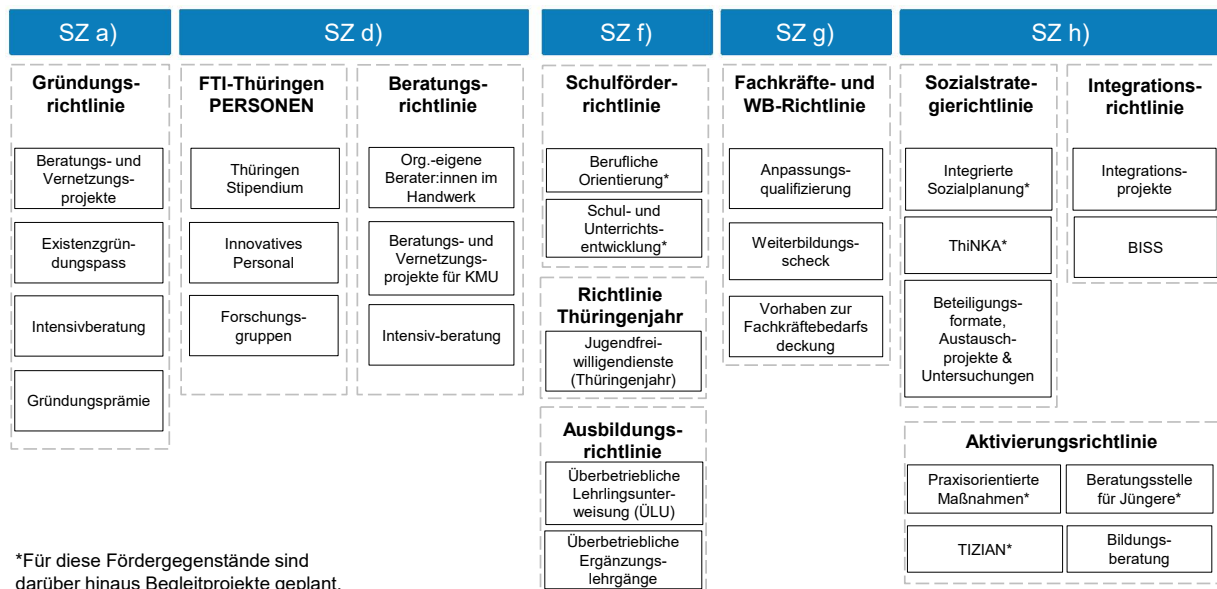 SZ a)
SZ d)
SZ f)
SZ g)
SZ h)
Gründungs-
richtlinie
Beratungs- und
Vernetzungs-
projekte
Existenzgrün-
dungspass
Intensivberatung
Gründungsprämie
FTI-Thüringen
PERSONEN
Thüringen
Stipendium
Innovatives
Personal
Forschungs-
gruppen
Beratungs-
richtlinie
Org.-eigene
Berater:innen im
Handwerk
Beratungs- und
Vernetzungs-
projekte für KMU
Intensiv-beratung
Schulförder-
richtlinie
Berufliche
Orientierung*
Schul- und
Unterrichts-
entwicklung*
Richtlinie
Thüringenjahr
Jugendfrei-
willigendienste
(Thüringenjahr)
Ausbildungs-
richtlinie
Überbetriebliche
Lehrlingsunter-
weisung (ÜLU)
Überbetriebliche
Ergänzungs-
lehrgänge
Fachkräfte- und
WB-Richtlinie
Anpassungs-
qualifizierung
Weiterbildungs-
scheck
Vorhaben zur
Fachkräftebedarfs
deckung
Sozialstrate-
gierichtlinie
Integrierte
Sozialplanung*
ThiNKA*
Beteiligungs-
formate,
Austausch-
projekte &
Untersuchungen
Integrations-
richtlinie
Integrations-
projekte
BISS
Aktivierungsrichtlinie
Praxisorientierte
Maßnahmen*
Beratungsstelle
für Jüngere*
TIZIAN*
Bildungs-
beratung
*Für diese Fördergegenstände sind
darüber hinaus Begleitprojekte geplant.